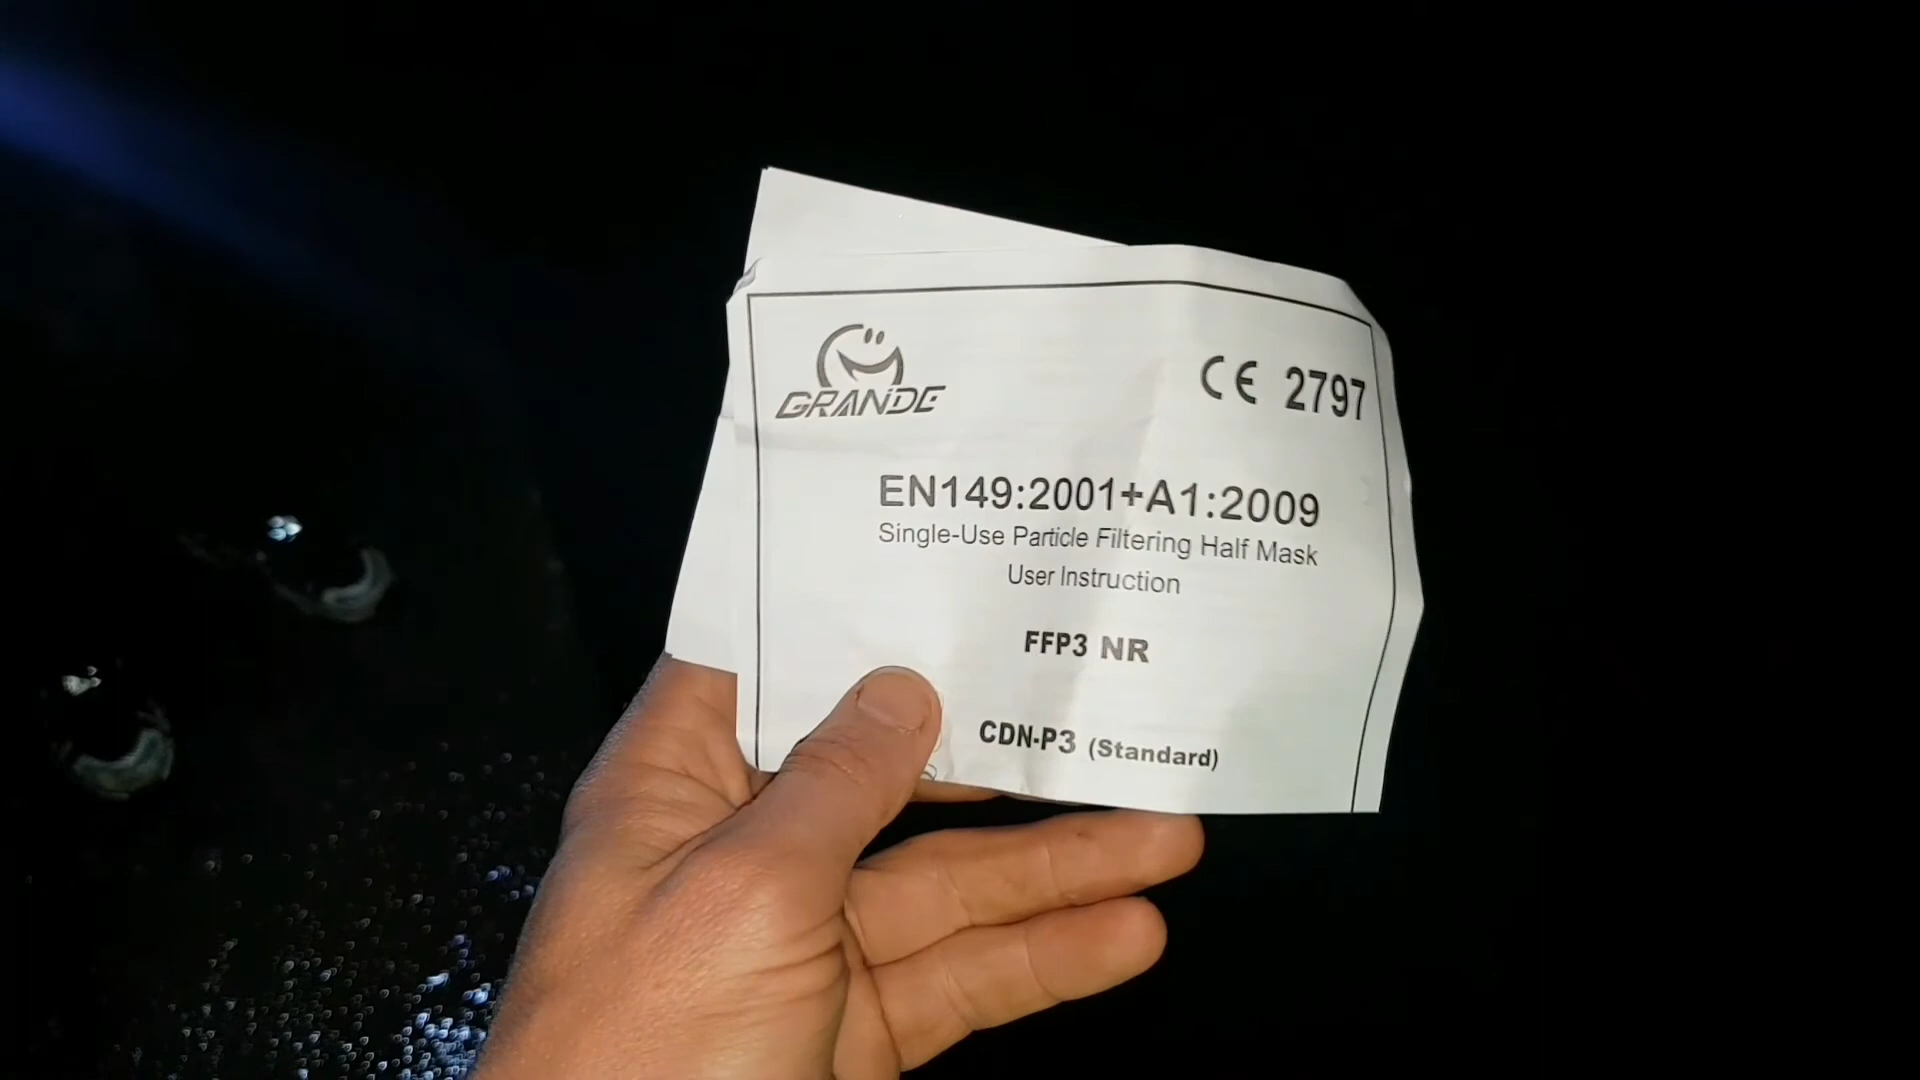 GRANDE
CE 2797
EN149:2001+A1:2009
Single-Use Particle Filtering Half Mask
User Instruction
FFP3 NR
CDN-P3 (Standard)